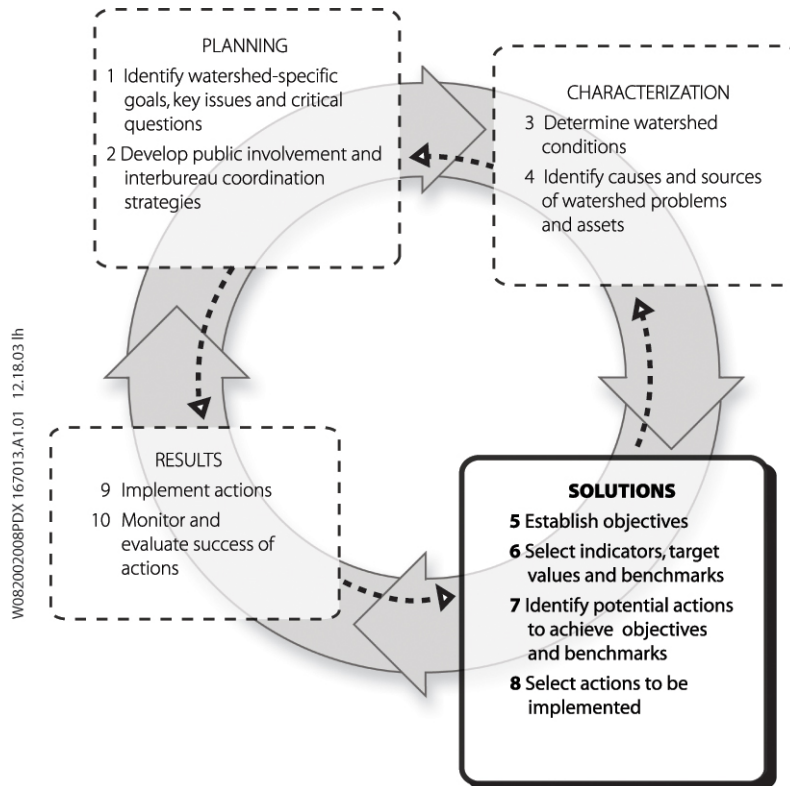 PLANNING
1 Identify watershed-specific
goals, key issues and critical
questions
2 Develop public involvement and
interbureau coordination
strategies
CHARACTERIZATION
3 Determine watershed
conditions
4 Identify causes and sources
of watershed problems
and assets
SOLUTIONS
5 Establish objectives
6 Select indicators, target
values and benchmarks
7 Identify potential actions
to achieve objectives
and benchmarks
8 Select actions to be
implemented
RESULTS
9 Implement actions
10 Monitor and
evaluate success of
actions
W082002008PDX 167013.A1.01 12.18.03 lh